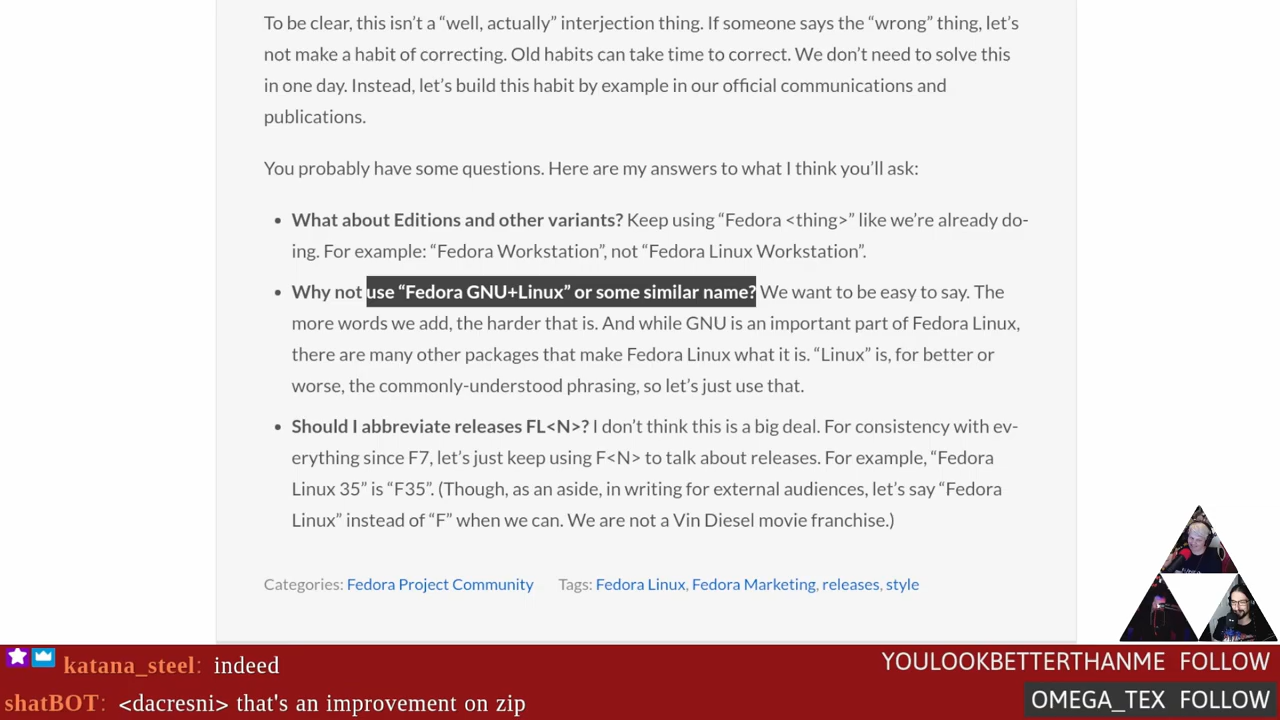 To be clear, this isn't a “well, actually” interjection thing. If someone says the “wrong” thing, let's
not make a habit of correcting. Old habits can take time to correct. We don't need to solve this
in one day. Instead, let's build this habit by example in our official communications and
publications.
You probably have some questions. Here are my answers to what I think you'll ask:
• What about Editions and other variants? Keep using “Fedora <thing>” like we're already do-
ing. For example: “Fedora Workstation”, not “Fedora Linux Workstation”.
• Why not use “Fedora GNU+Linux” or some similar name? We want to be easy to say. The
more words we add, the harder that is. And while GNU is an important part of Fedora Linux,
there are many other packages that make Fedora Linux what it is. “Linux” is, for better or
worse, the commonly-understood phrasing, so let's just use that.
• Should I abbreviate releases FL<N>? I don't think this is a big deal. For consistency with ev-
erything since F7, let's just keep using F<N> to talk about releases. For example, “Fedora
Linux 35” is “F35”. (Though, as an aside, in writing for external audiences, let's say “Fedora
Linux” instead of “F” when we can. We are not a Vin Diesel movie franchise.)
Categories: Fedora Project Community Tags: Fedora Linux, Fedora Marketing, releases, style
katana_steel: indeed
YOULOOKBETTERTHANME FOLLOW
shatBOT: <dacresni> that's an improvement on zip
OMEGA_TEX FOLLOW